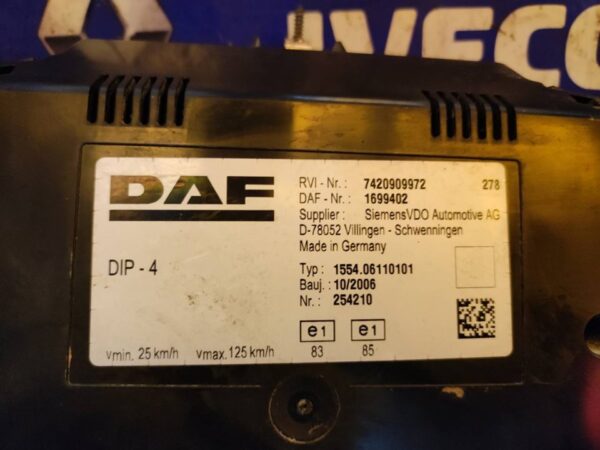 IVECO
DAF
DIP - 4
RVI - Nr. : 7420909972 278
DAF - Nr. : 1699402
Supplier : SiemensVDO Automotive AG
D-78052 Villingen - Schwenningen
Made in Germany
Typ : 1554.06110101
Bauj. : 10/2006
Nr. : 254210
e1 e1
83 85
Vmin. 25 km/h Vmax. 125 km/h